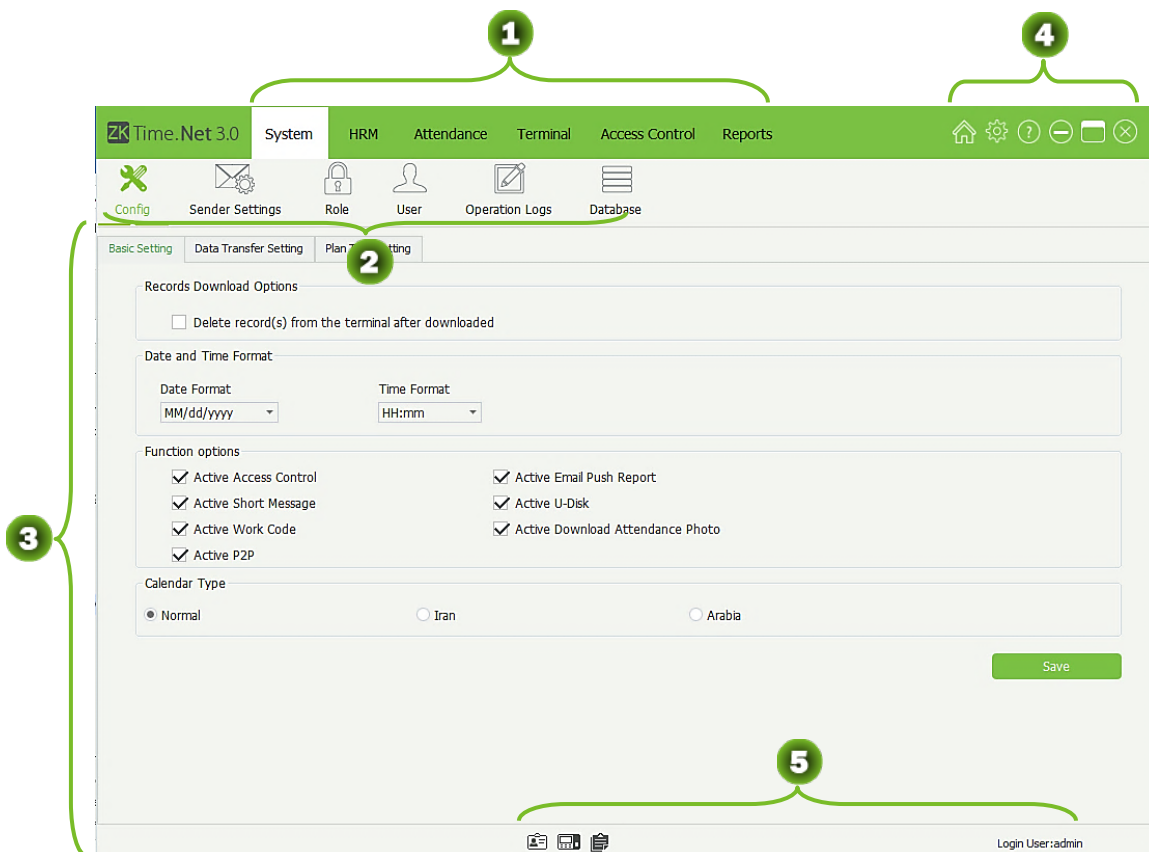 1
4
ZKTime.Net 3.0 System HRM Attendance Terminal Access Control Reports ?
Config Sender Settings Role User Operation Logs Database
2
3
Basic Setting Data Transfer Setting Plan
Records Download Options
Delete record(s) from the terminal after downloaded
Date and Time Format
Date Format Time Format
MM/dd/yyyy HH:mm
Function options
Active Access Control Active Email Push Report
Active Short Message Active U-Disk
Active Work Code Active Download Attendance Photo
Active P2P
Calendar Type
Normal Iran Arabia
Save
5
Login User:admin